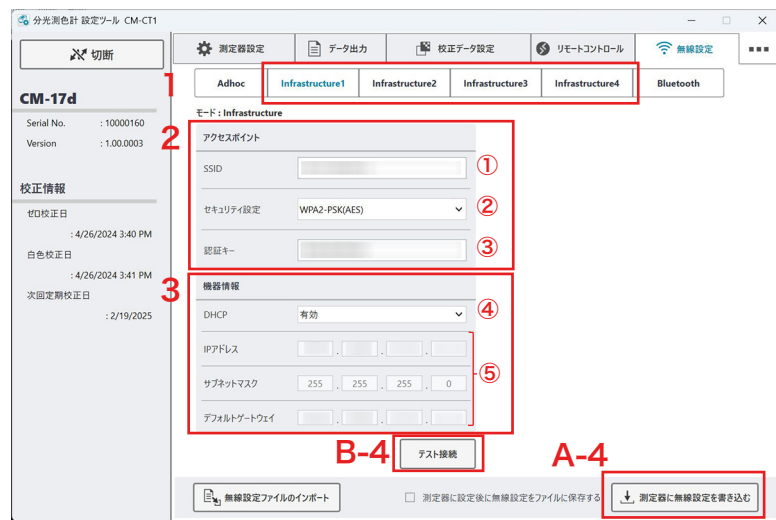 分光測色計 設定ツール CM-CT1
切断
測定器設定
データ出力
校正データ設定
リモートコントロール
無線設定
1
Adhoc
Infrastructure1
Infrastructure2
Infrastructure3
Infrastructure4
Bluetooth
CM-17d
Serial No. : 10000160
Version : 1.00.0003
校正情報
ゼロ校正日
: 4/26/2024 3:40 PM
白色校正日
: 4/26/2024 3:41 PM
次回定期校正日
: 2/19/2025
モード : Infrastructure
2
アクセスポイント
SSID ①
セキュリティ設定 WPA2-PSK(AES) ②
認証キー ③
3
機器情報
DHCP 有効 ④
IPアドレス . . .
サブネットマスク 255 . 255 . 255 . 0 ⑤
デフォルトゲートウェイ . . .
B-4
テスト接続
A-4
無線設定ファイルのインポート
測定器に設定後に無線設定をファイルに保存する
測定器に無線設定を書き込む